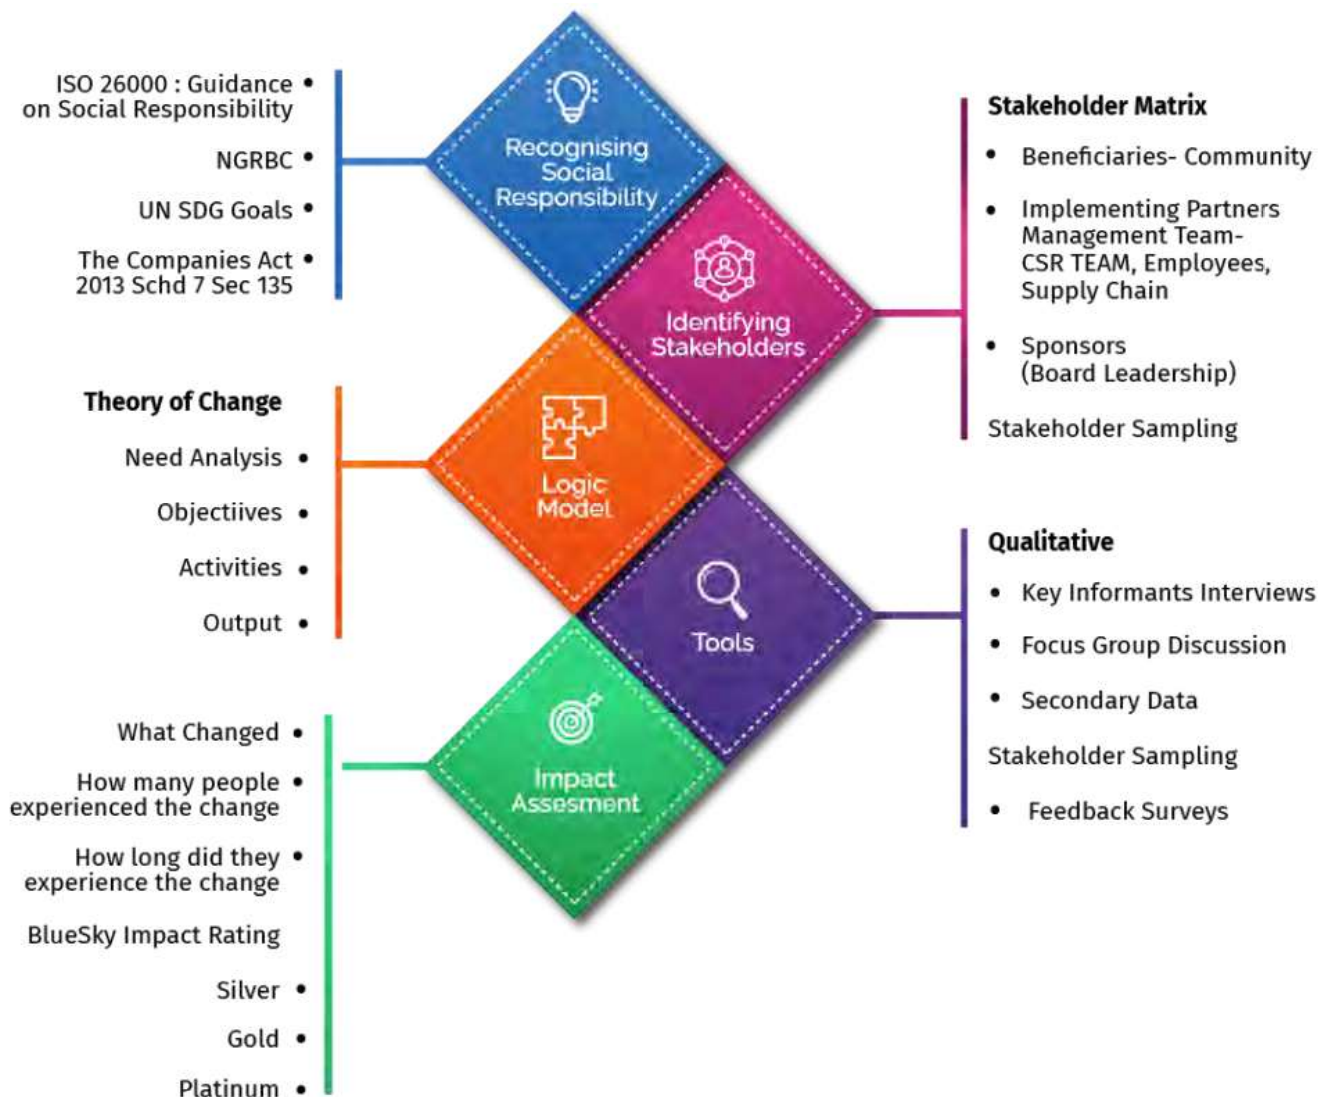 ISO 26000 : Guidance
on Social Responsibility
NGRBC
UN SDG Goals
The Companies Act
2013 Schd 7 Sec 135
Recognising
Social
Responsibility
Stakeholder Matrix
Beneficiaries- Community
Implementing Partners
Management Team-
CSR TEAM, Employees,
Supply Chain
Sponsors
(Board Leadership)
Stakeholder Sampling
Identifying
Stakeholders
Theory of Change
Need Analysis
Objectiives
Activities
Output
Logic
Model
Qualitative
Key Informants Interviews
Focus Group Discussion
Secondary Data
Stakeholder Sampling
Feedback Surveys
Tools
What Changed
How many people
experienced the change
How long did they
experience the change
BlueSky Impact Rating
Silver
Gold
Platinum
Impact
Assesment